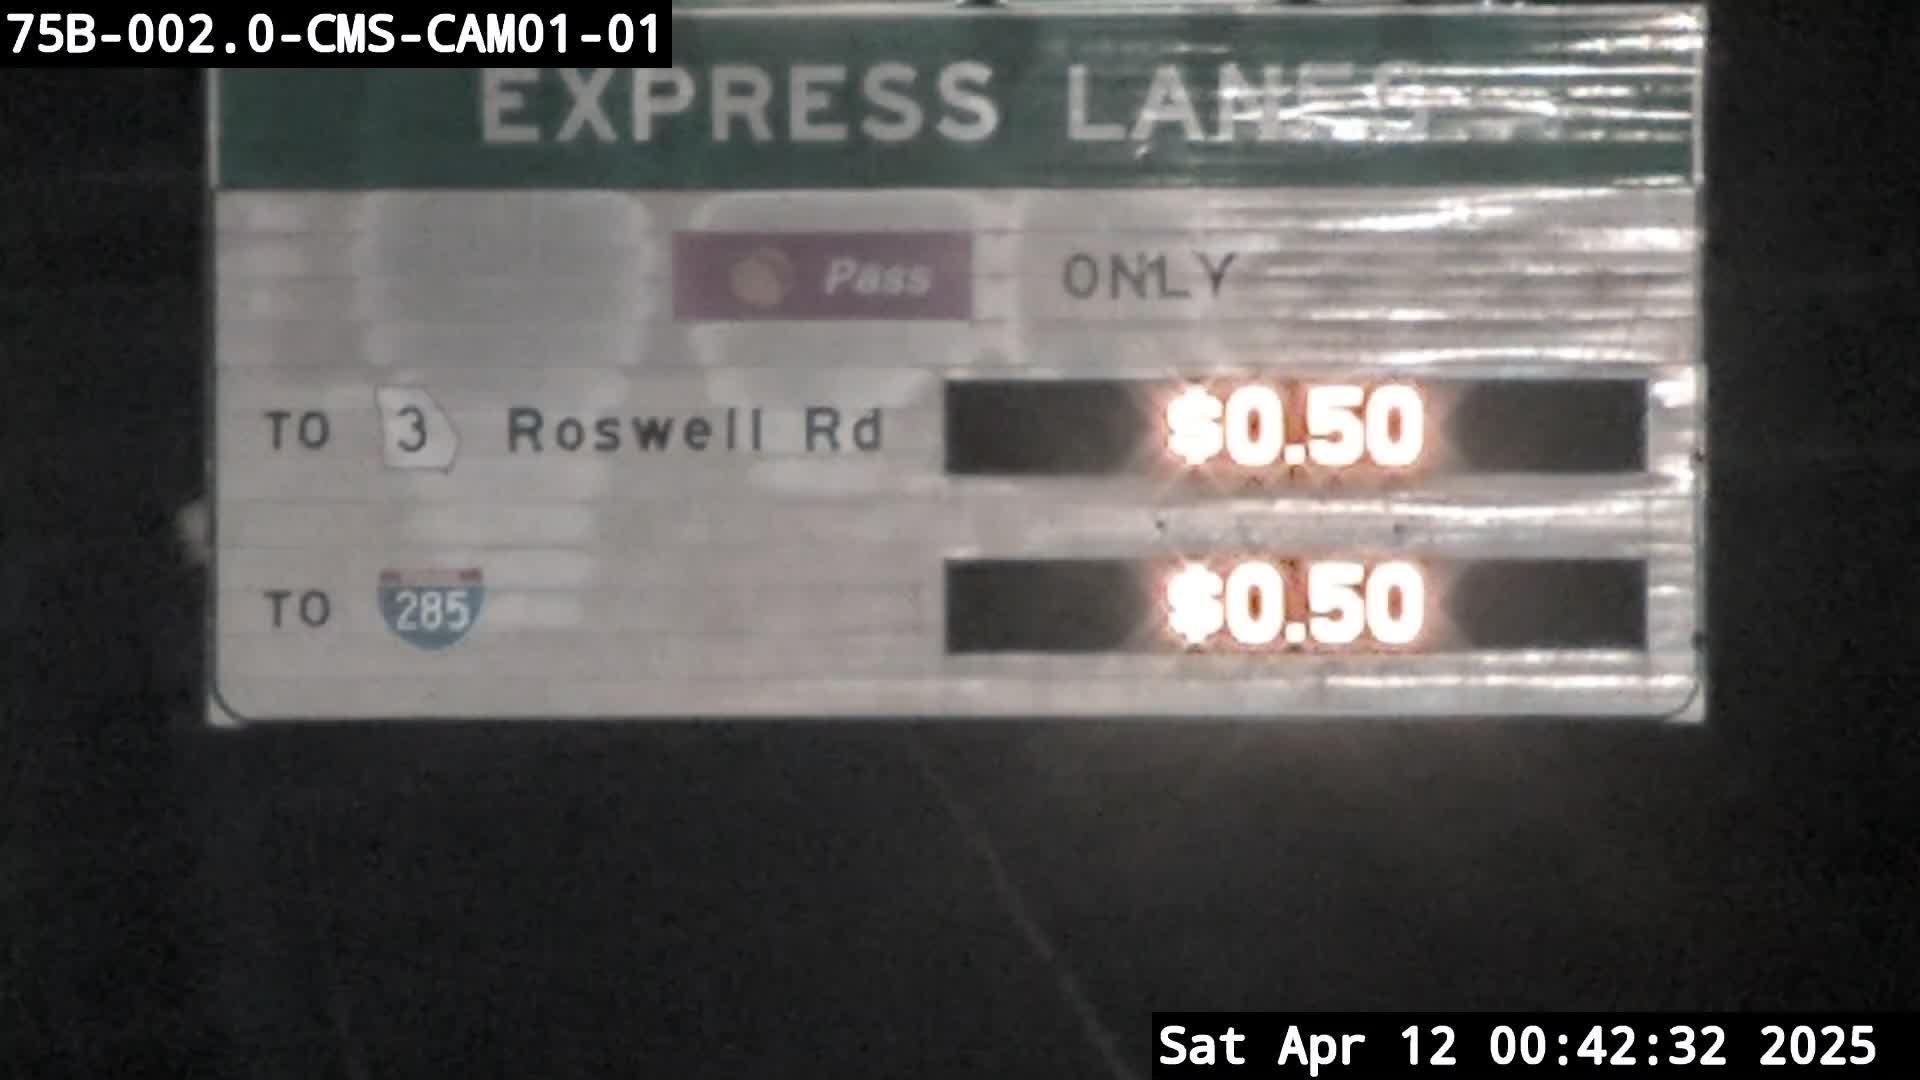 75B-002.0-CMS-CAM01-01
EXPRESS LANES
Pass ONLY
TO 3 Roswell Rd $0.50
TO 285 $0.50
Sat Apr 12 00:42:32 2025